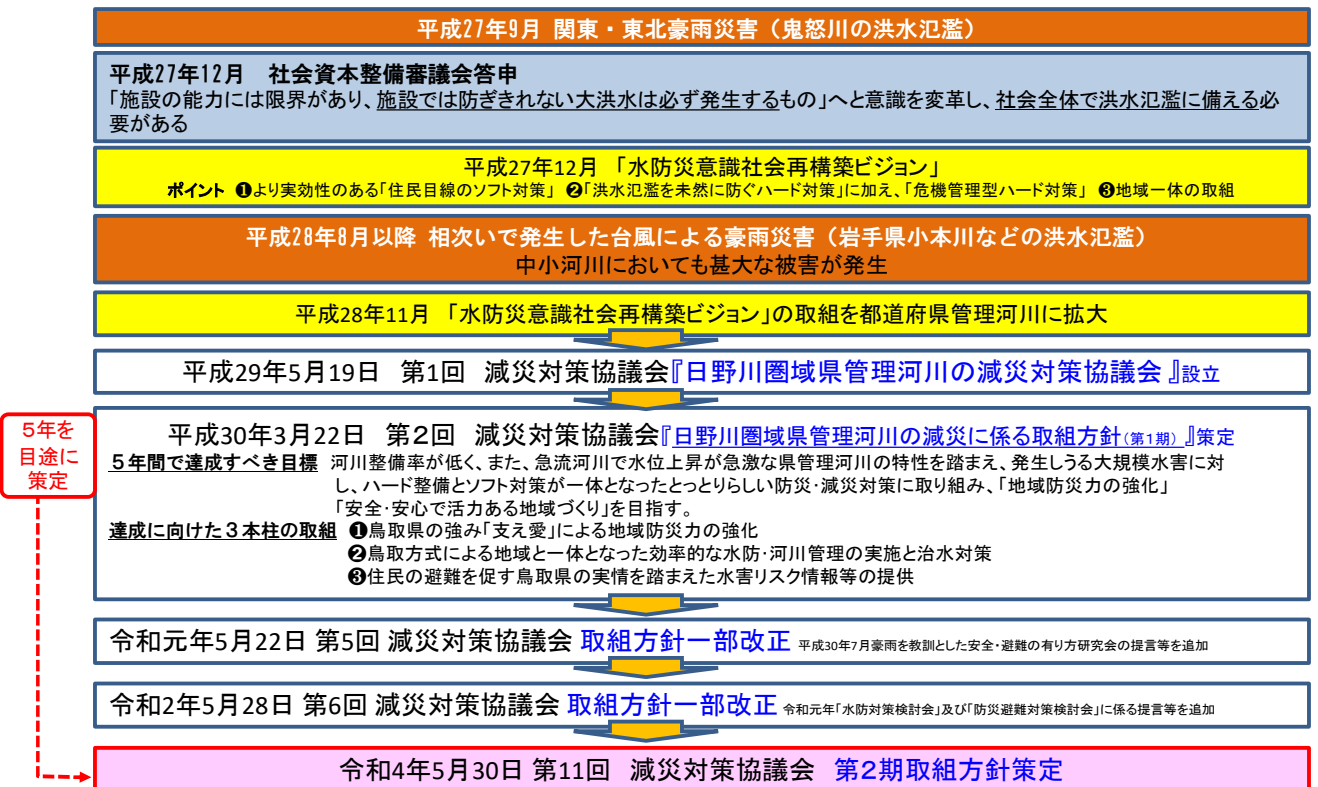 平成27年9月 関東・東北豪雨災害（鬼怒川の洪水氾濫）
平成27年12月　社会資本整備審議会答申
「施設の能力には限界があり、施設では防ぎきれない大洪水は必ず発生するもの」へと意識を変革し、社会全体で洪水氾濫に備える必
要がある
平成27年12月 「水防災意識社会再構築ビジョン」
ポイント ❶より実効性のある「住民目線のソフト対策」 ❷「洪水氾濫を未然に防ぐハード対策」に加え、「危機管理型ハード対策」 ❸地域一体の取組
平成28年8月以降 相次いで発生した台風による豪雨災害（岩手県小本川などの洪水氾濫）
中小河川においても甚大な被害が発生
平成28年11月 「水防災意識社会再構築ビジョン」の取組を都道府県管理河川に拡大
平成29年5月19日　第1回　減災対策協議会『日野川圏域県管理河川の減災対策協議会 』設立
5年を
目途に
策定
平成30年3月22日　第2回　減災対策協議会『日野川圏域県管理河川の減災に係る取組方針(第1期) 』策定
５年間で達成すべき目標 河川整備率が低く、また、急流河川で水位上昇が急激な県管理河川の特性を踏まえ、発生しうる大規模水害に対
し、ハード整備とソフト対策が一体となったとっとりらしい防災・減災対策に取り組み、「地域防災力の強化」
「安全・安心で活力ある地域づくり」を目指す。
達成に向けた３本柱の取組 ❶鳥取県の強み「支え愛」による地域防災力の強化
❷鳥取方式による地域と一体となった効率的な水防・河川管理の実施と治水対策
❸住民の避難を促す鳥取県の実情を踏まえた水害リスク情報等の提供
令和元年5月22日 第5回 減災対策協議会 取組方針一部改正 平成30年7月豪雨を教訓とした安全・避難の有り方研究会の提言等を追加
令和2年5月28日 第6回 減災対策協議会 取組方針一部改正 令和元年「水防対策検討会」及び「防災避難対策検討会」に係る提言等を追加
令和4年5月30日 第11回　減災対策協議会　第2期取組方針策定